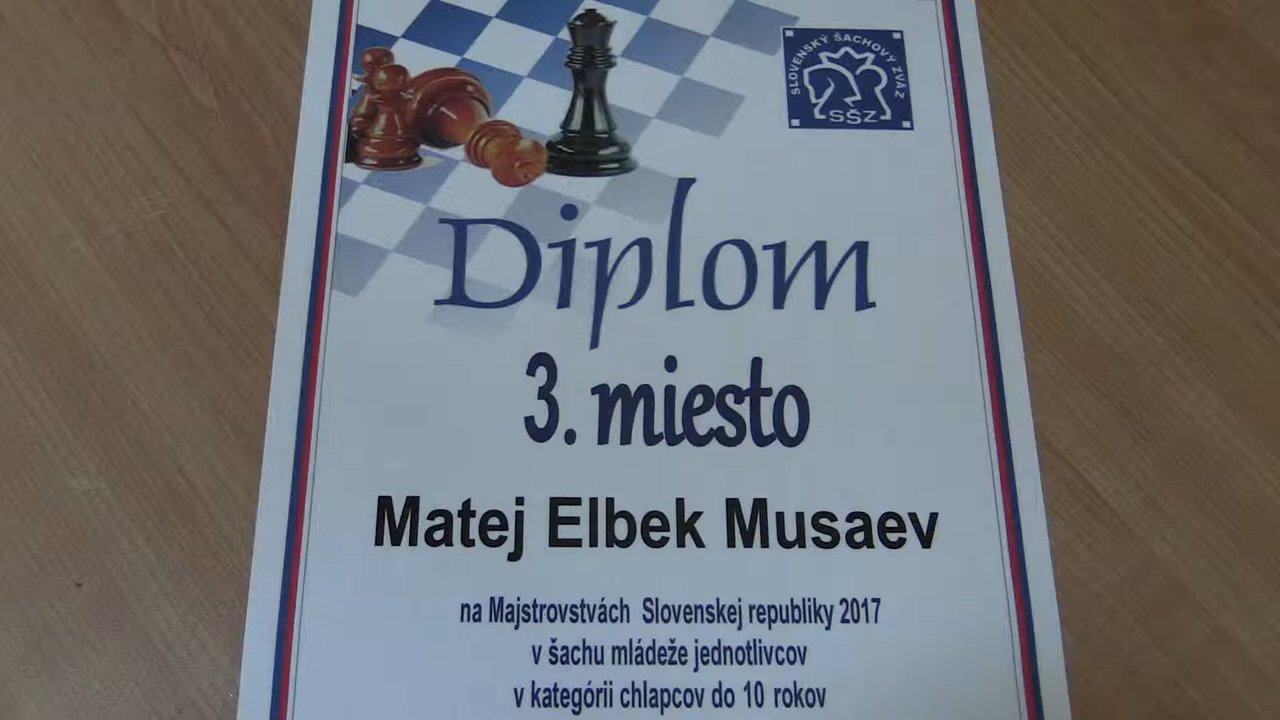 SLOVENSKÝ ŠACHOVÝ ZVÄZ
SŠZ
Diplom
3. miesto
Matej Elbek Musaev
na Majstrovstvách Slovenskej republiky 2017
v šachu mládeže jednotlivcov
v kategórii chlapcov do 10 rokov